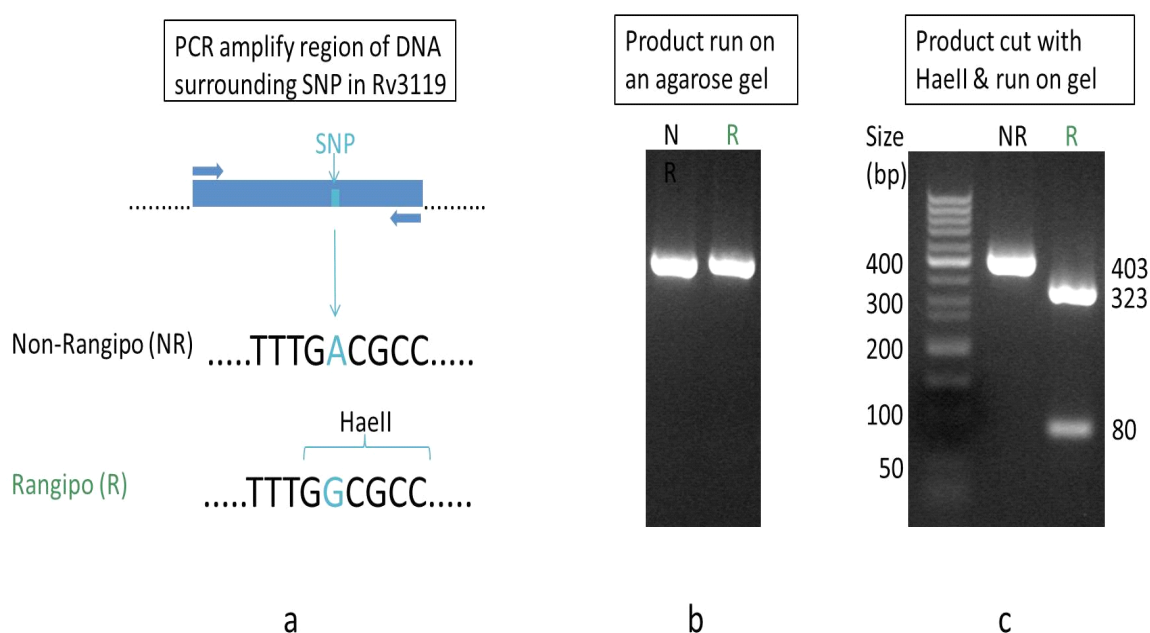 PCR amplify region of DNA
surrounding SNP in Rv3119
SNP
Non-Rangipo (NR)
.....TTTGACGCC.....
HaeII
Rangipo (R)
.....TTTGGCGCC.....
a
Product run on
an agarose gel
N R
R
b
Product cut with
HaeII & run on gel
Size
(bp)
NR R
400
300
200
100
50
403
323
80
c